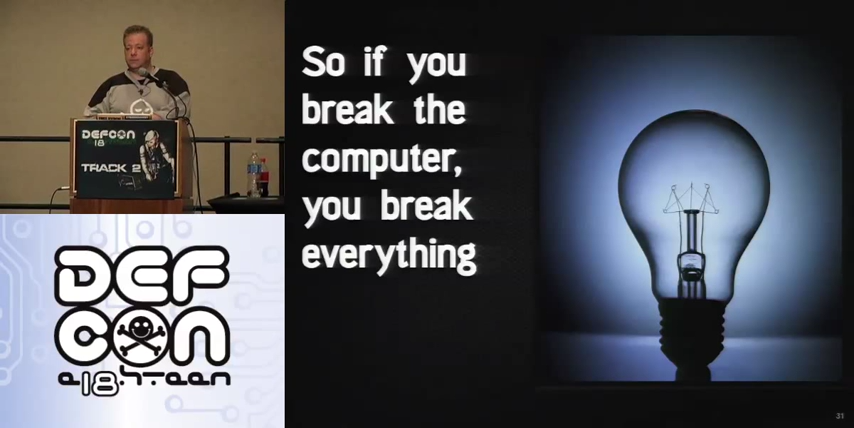 DEFCON
18
TRACK 2
DEF
CON
e18hteen
So if you
break the
computer,
you break
everything
31